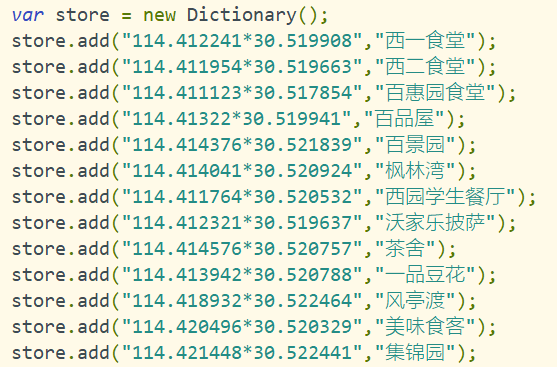 var store = new Dictionary();
store.add("114.412241*30.519908","西一食堂");
store.add("114.411954*30.519663","西二食堂");
store.add("114.411123*30.517854","百惠园食堂");
store.add("114.41322*30.519941","百品屋");
store.add("114.414376*30.521839","百景园");
store.add("114.414041*30.520924","枫林湾");
store.add("114.411764*30.520532","西园学生餐厅");
store.add("114.412321*30.519637","沃家乐披萨");
store.add("114.414576*30.520757","茶舍");
store.add("114.413942*30.520788","一品豆花");
store.add("114.418932*30.522464","风亭渡");
store.add("114.420496*30.520329","美味食客");
store.add("114.421448*30.522441","集锦园");